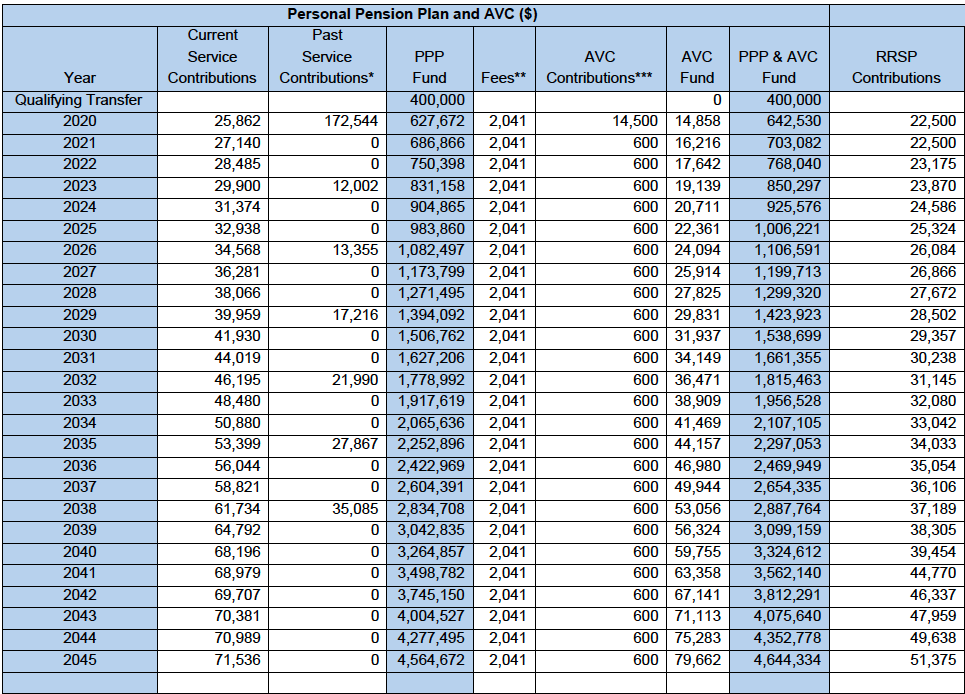 Personal Pension Plan and AVC ($)
Current Past
Service Service PPP AVC AVC PPP & AVC RRSP
Year Contributions Contributions* Fund Fees** Contributions*** Fund Fund Contributions
Qualifying Transfer 400,000 0 400,000
2020 25,862 172,544 627,672 2,041 14,500 14,858 642,530 22,500
2021 27,140 0 686,866 2,041 600 16,216 703,082 22,500
2022 28,485 0 750,398 2,041 600 17,642 768,040 23,175
2023 29,900 12,002 831,158 2,041 600 19,139 850,297 23,870
2024 31,374 0 904,865 2,041 600 20,711 925,576 24,586
2025 32,938 0 983,860 2,041 600 22,361 1,006,221 25,324
2026 34,568 13,355 1,082,497 2,041 600 24,094 1,106,591 26,084
2027 36,281 0 1,173,799 2,041 600 25,914 1,199,713 26,866
2028 38,066 0 1,271,495 2,041 600 27,825 1,299,320 27,672
2029 39,959 17,216 1,394,092 2,041 600 29,831 1,423,923 28,502
2030 41,930 0 1,506,762 2,041 600 31,937 1,538,699 29,357
2031 44,019 0 1,627,206 2,041 600 34,149 1,661,355 30,238
2032 46,195 21,990 1,778,992 2,041 600 36,471 1,815,463 31,145
2033 48,480 0 1,917,619 2,041 600 38,909 1,956,528 32,080
2034 50,880 0 2,065,636 2,041 600 41,469 2,107,105 33,042
2035 53,399 27,867 2,252,896 2,041 600 44,157 2,297,053 34,033
2036 56,044 0 2,422,969 2,041 600 46,980 2,469,949 35,054
2037 58,821 0 2,604,391 2,041 600 49,944 2,654,335 36,106
2038 61,734 35,085 2,834,708 2,041 600 53,056 2,887,764 37,189
2039 64,792 0 3,042,835 2,041 600 56,324 3,099,159 38,305
2040 68,196 0 3,264,857 2,041 600 59,755 3,324,612 39,454
2041 68,979 0 3,498,782 2,041 600 63,358 3,562,140 44,770
2042 69,707 0 3,745,150 2,041 600 67,141 3,812,291 46,337
2043 70,381 0 4,004,527 2,041 600 71,113 4,075,640 47,959
2044 70,989 0 4,277,495 2,041 600 75,283 4,352,778 49,638
2045 71,536 0 4,564,672 2,041 600 79,662 4,644,334 51,375